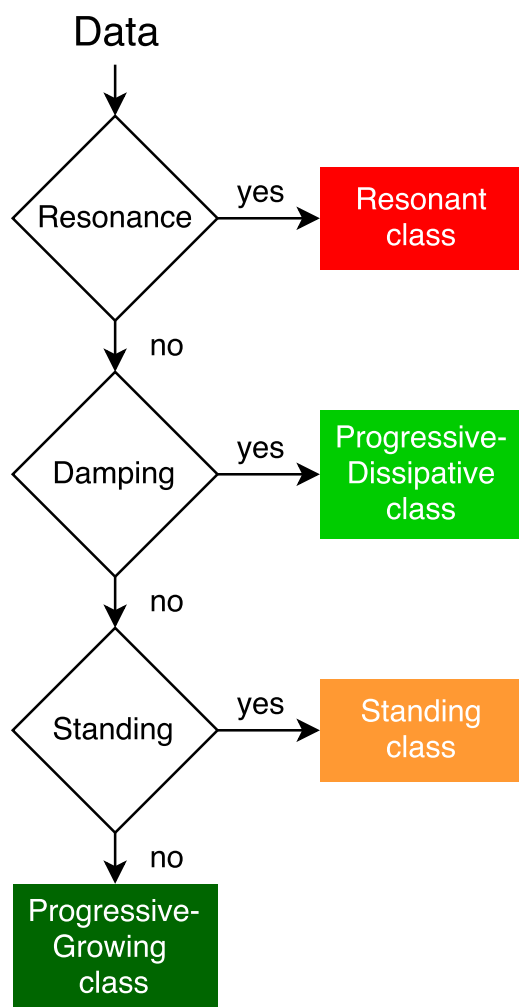 Data
Resonance
yes
Resonant
class
no
Damping
yes
Progressive-
Dissipative
class
no
Standing
yes
Standing
class
no
Progressive-
Growing
class